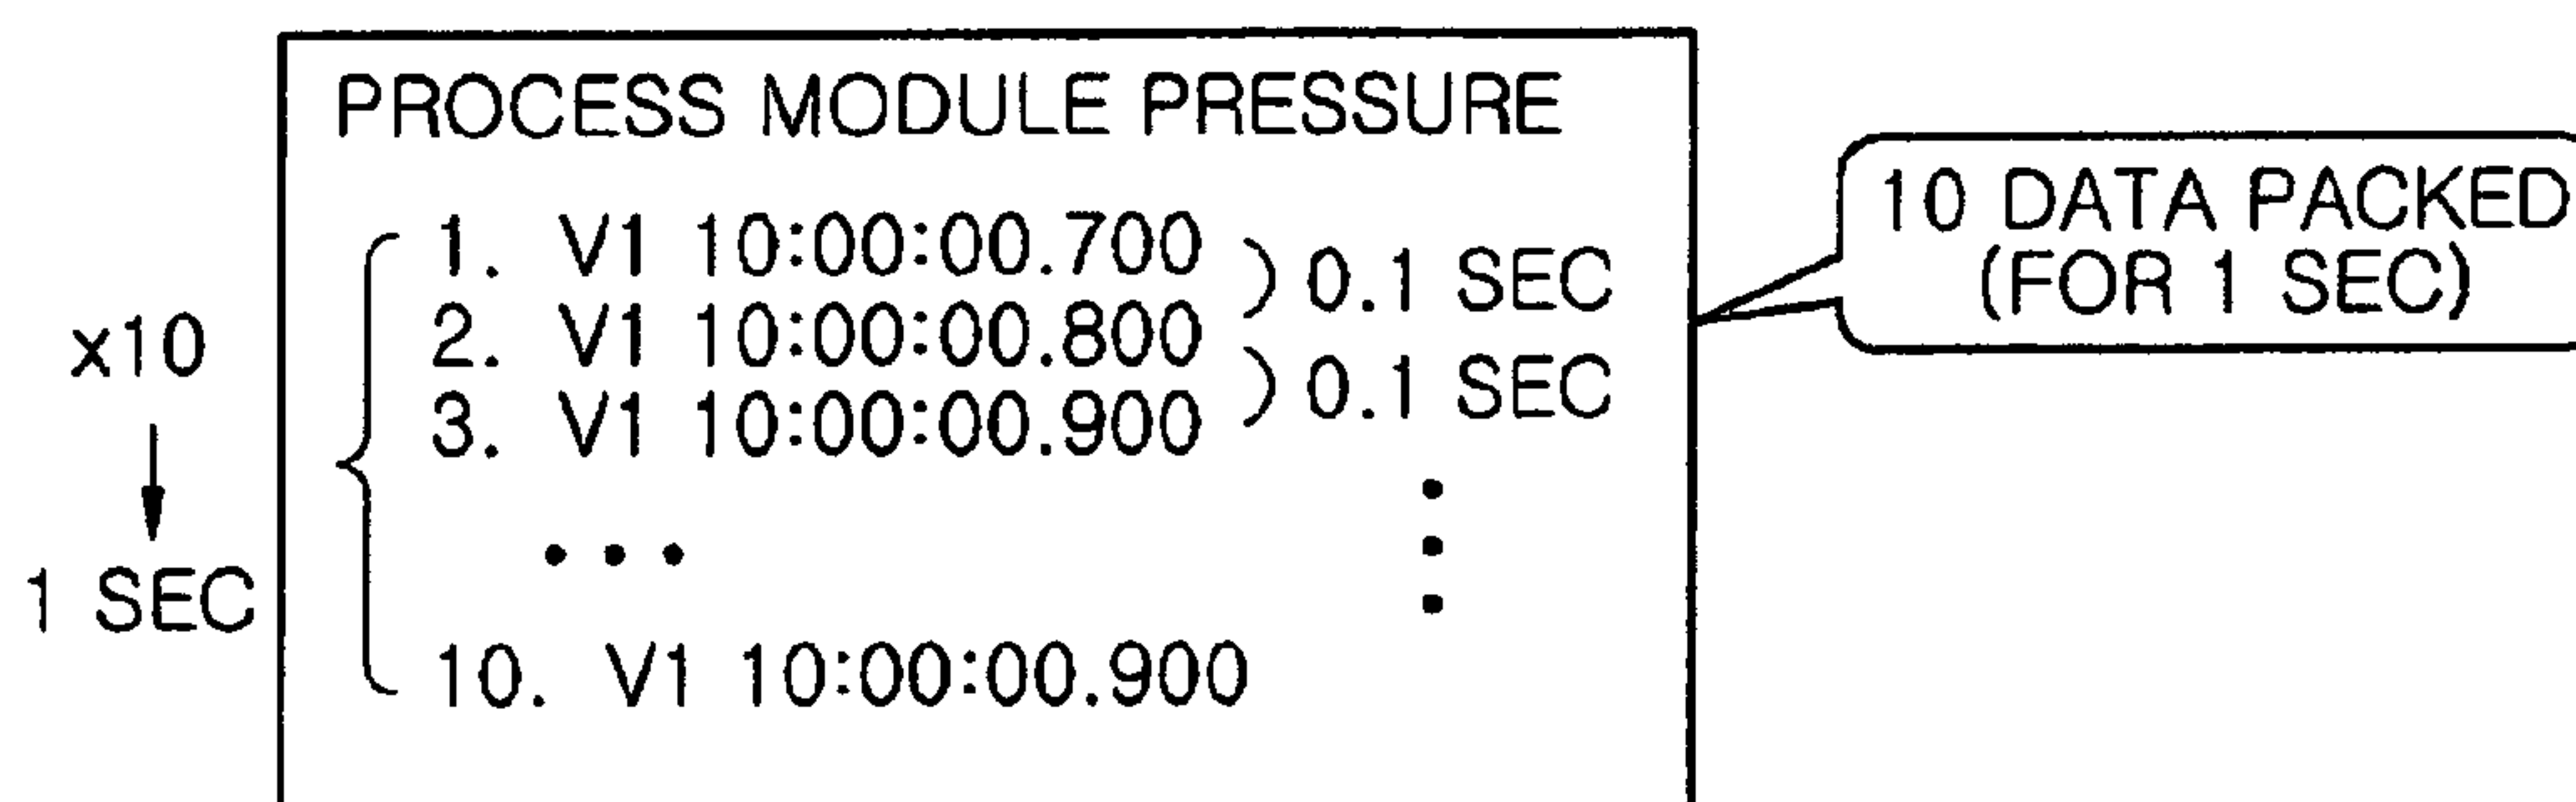 PROCESS MODULE PRESSURE
1. V1 10:00:00.700
2. V1 10:00:00.800
3. V1 10:00:00.900
• • •
10. V1 10:00:00.900
) 0.1 SEC
) 0.1 SEC
x10
1 SEC
10 DATA PACKED
(FOR 1 SEC)